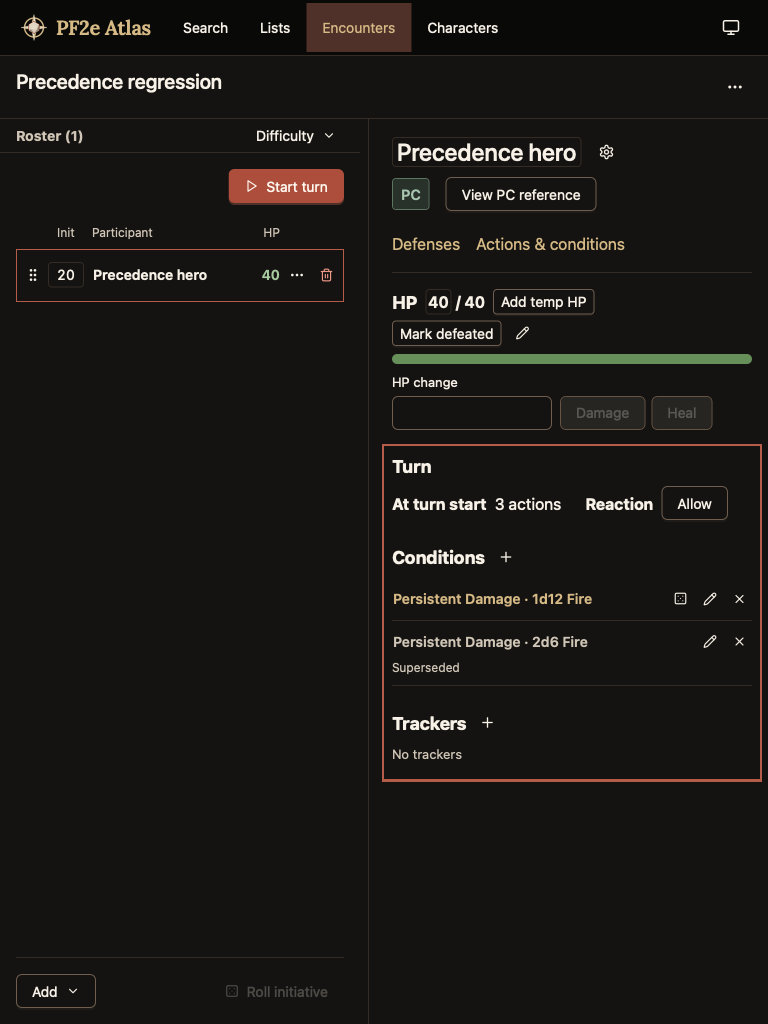 PF2e Atlas Search Lists Encounters Characters
Precedence regression
Roster (1) Difficulty
Start turn
Init Participant HP
20 Precedence hero 40
Add Roll initiative
Precedence hero
PC View PC reference
Defenses Actions & conditions
HP 40 / 40 Add temp HP
Mark defeated
HP change
Damage Heal
Turn
At turn start 3 actions Reaction Allow
Conditions +
Persistent Damage · 1d12 Fire
Persistent Damage · 2d6 Fire
Superseded
Trackers +
No trackers